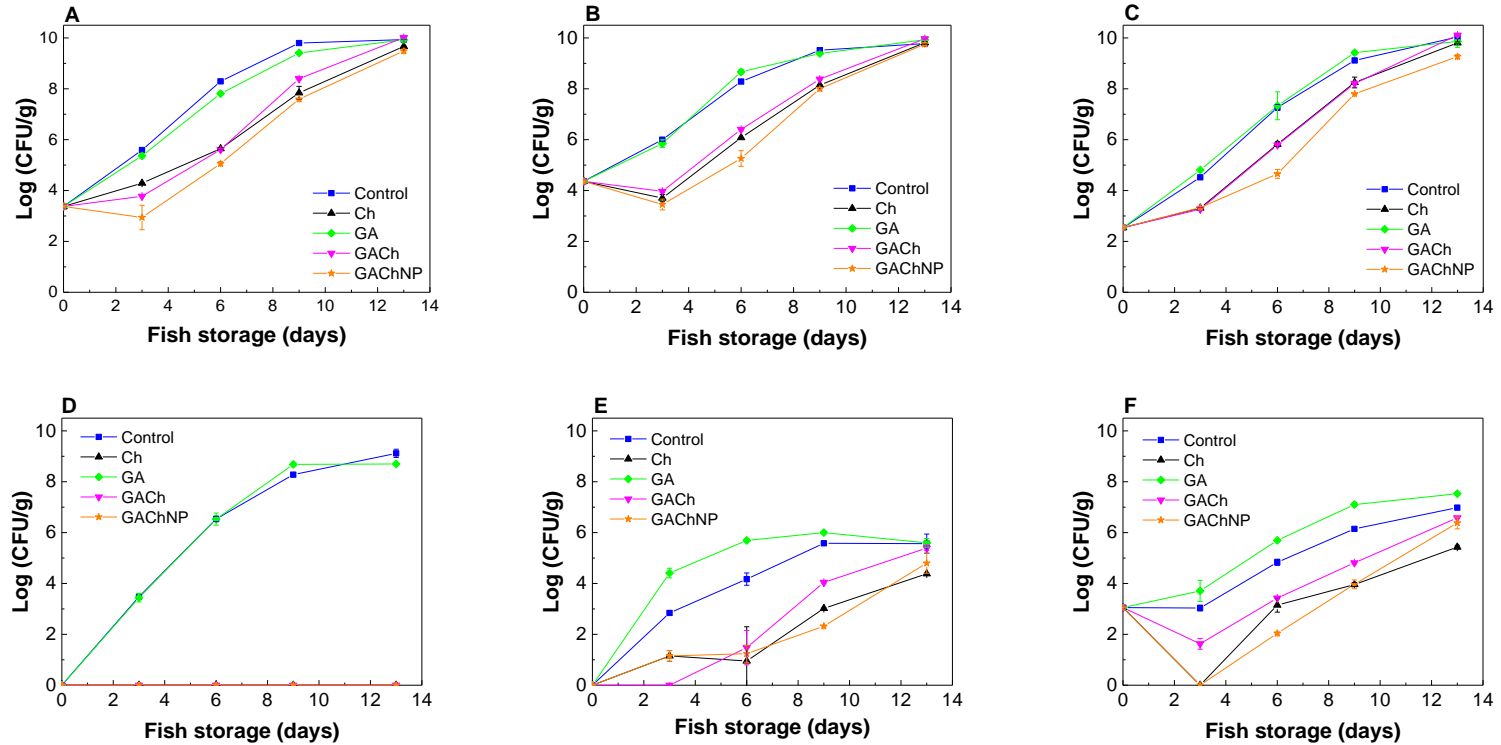 A
Log (CFU/g)
10
8
6
4
2
0
Control
Ch
GA
GACh
GAChNP
0 2 4 6 8 10 12 14
Fish storage (days)
B
Log (CFU/g)
10
8
6
4
2
0
Control
Ch
GA
GACh
GAChNP
0 2 4 6 8 10 12 14
Fish storage (days)
C
Log (CFU/g)
10
8
6
4
2
0
Control
Ch
GA
GACh
GAChNP
0 2 4 6 8 10 12 14
Fish storage (days)
D
Log (CFU/g)
10
8
6
4
2
0
Control
Ch
GA
GACh
GAChNP
0 2 4 6 8 10 12 14
Fish storage (days)
E
Log (CFU/g)
10
8
6
4
2
0
Control
Ch
GA
GACh
GAChNP
0 2 4 6 8 10 12 14
Fish storage (days)
F
Log (CFU/g)
10
8
6
4
2
0
Control
Ch
GA
GACh
GAChNP
0 2 4 6 8 10 12 14
Fish storage (days)